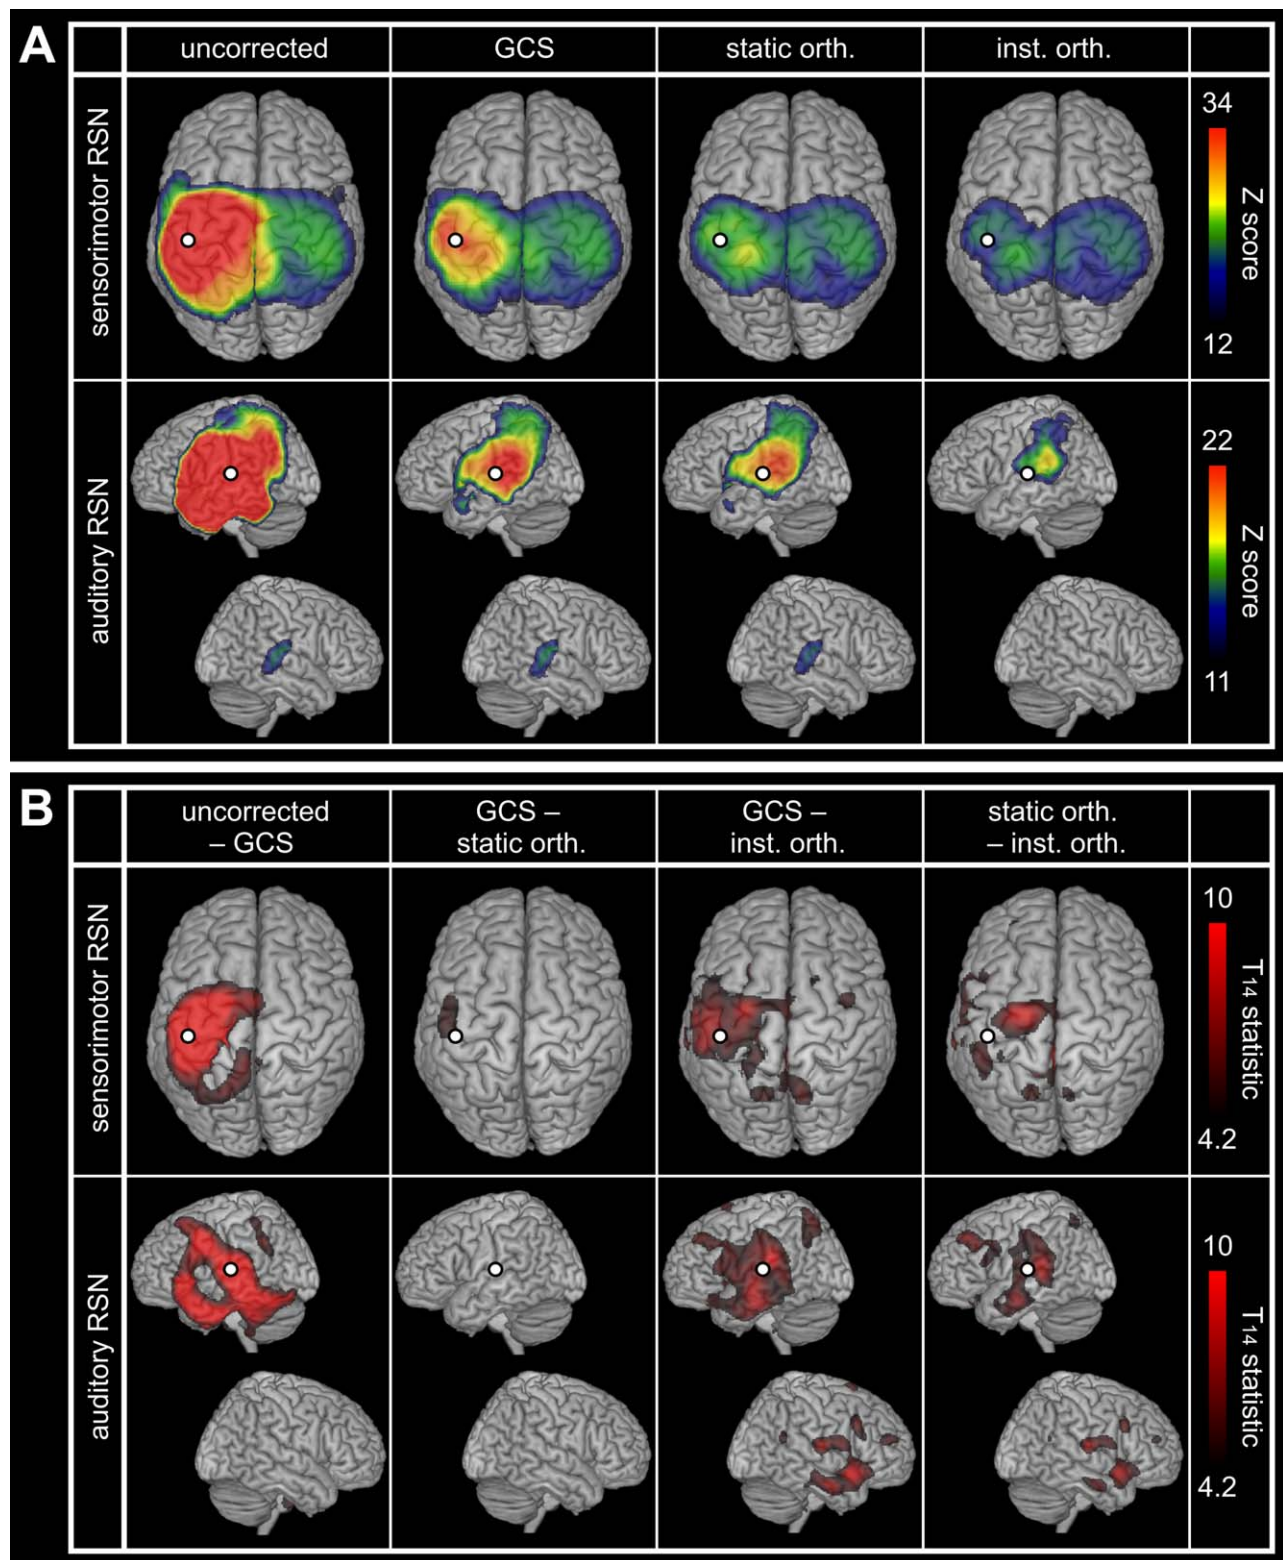 A
uncorrected
GCS
static orth.
inst. orth.
sensorimotor RSN
34
Z score
12
auditory RSN
22
Z score
11
B
uncorrected
– GCS
GCS –
static orth.
GCS –
inst. orth.
static orth.
– inst. orth.
sensorimotor RSN
10
T₁₄ statistic
4.2
auditory RSN
10
T₁₄ statistic
4.2